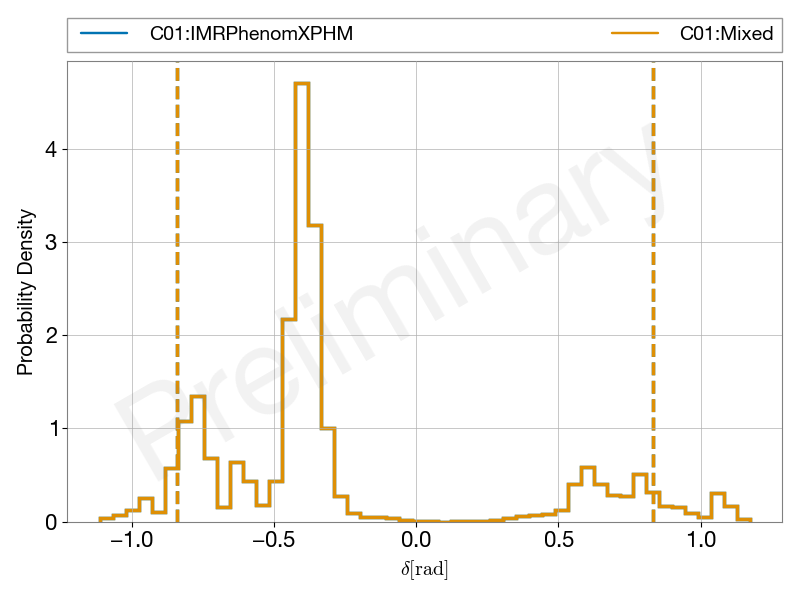 C01:IMRPhenomXPHM C01:Mixed
Preliminary
Probability Density
4
3
2
1
0
−1.0 −0.5 0.0 0.5 1.0
δ[rad]